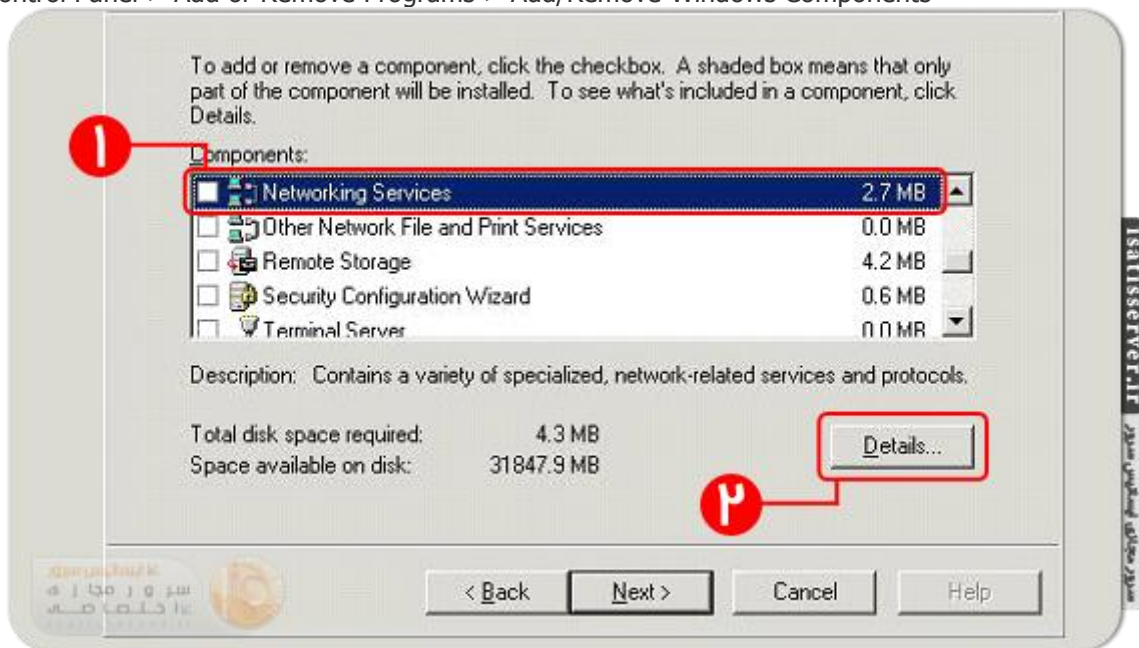 Control Panel > Add or Remove Programs > Add/Remove Windows Components
To add or remove a component, click the checkbox. A shaded box means that only
part of the component will be installed. To see what's included in a component, click
Details.
۱
Components:
Networking Services 2.7 MB
Other Network File and Print Services 0.0 MB
Remote Storage 4.2 MB
Security Configuration Wizard 0.6 MB
Terminal Server 0.0 MB
Description: Contains a variety of specialized, network-related services and protocols.
Total disk space required: 4.3 MB
Space available on disk: 31847.9 MB
Details...
۲
< Back Next > Cancel Help
سرور مجازی
isatisserver.ir